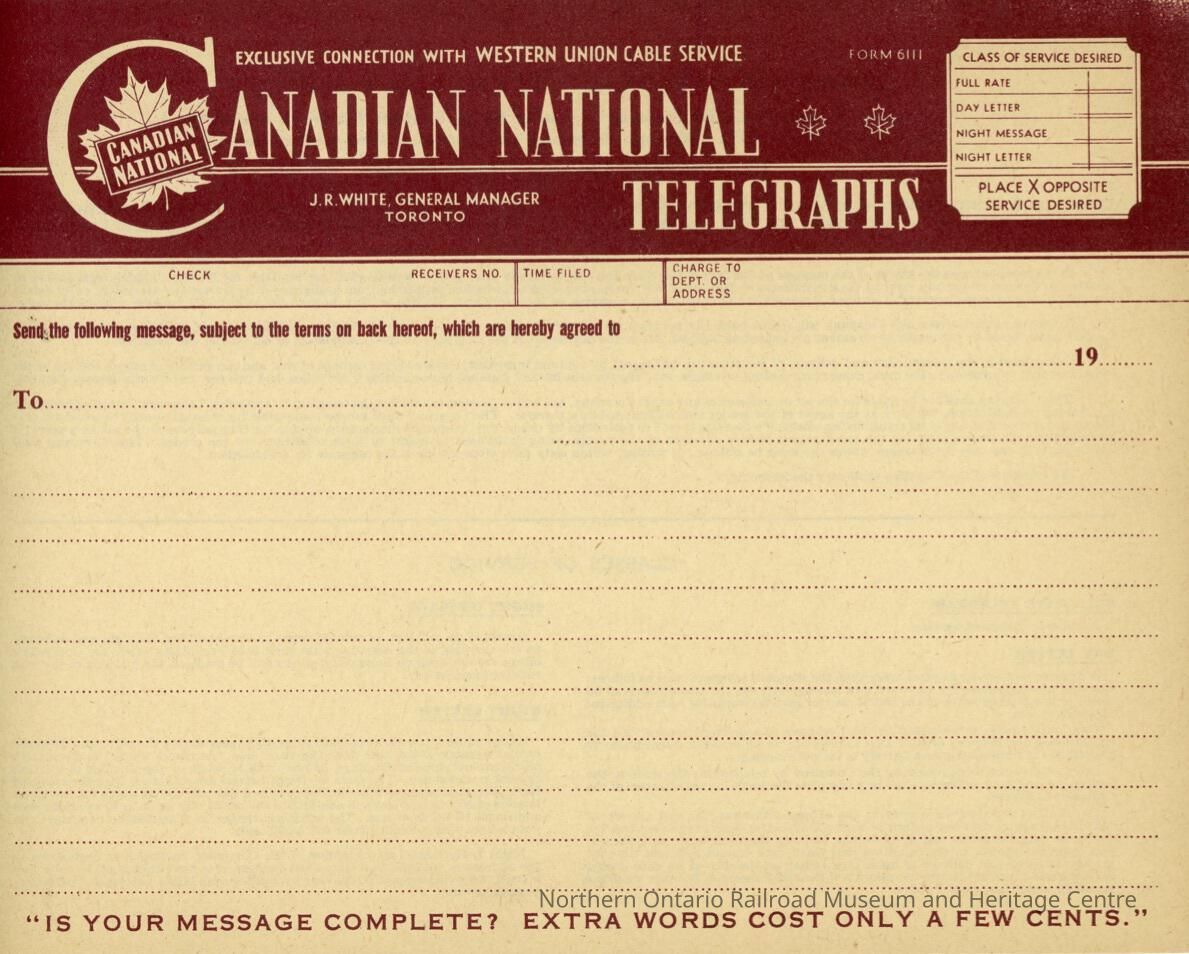 EXCLUSIVE CONNECTION WITH WESTERN UNION CABLE SERVICE
FORM 6111
CANADIAN NATIONAL
CANADIAN
NATIONAL
J.R. WHITE, GENERAL MANAGER
TORONTO
TELEGRAPHS
CLASS OF SERVICE DESIRED
FULL RATE
DAY LETTER
NIGHT MESSAGE
NIGHT LETTER
PLACE X OPPOSITE
SERVICE DESIRED
CHECK
RECEIVERS NO.
TIME FILED
CHARGE TO
DEPT. OR
ADDRESS
Send the following message, subject to the terms on back hereof, which are hereby agreed to
19
To
Northern Ontario Railroad Museum and Heritage Centre
"IS YOUR MESSAGE COMPLETE? EXTRA WORDS COST ONLY A FEW CENTS."